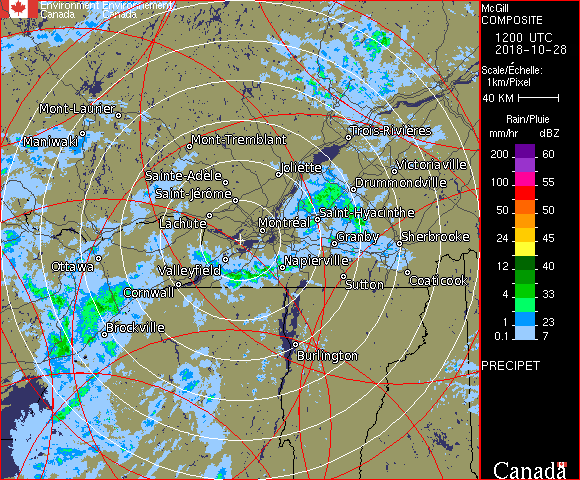 Environment Environnement
Canada Canada
McGill
COMPOSITE
1200 UTC
2018-10-28
Scale/Échelle:
1km/Pixel
40 KM
Rain/Pluie
mm/hr dBZ
200 60
100 55
50 50
24 45
12 40
4 33
1 23
0.1 7
PRECIPET
Mont-Laurier
Maniwaki
Mont-Tremblant
Trois-Rivières
Sainte-Adèle
Joliette
Victoriaville
Saint-Jérôme
Drummondville
Lachute
Montréal
Saint-Hyacinthe
Granby
Sherbrooke
Ottawa
Valleyfield
Napierville
Cornwall
Sutton
Coaticook
Brockville
Burlington
Canada